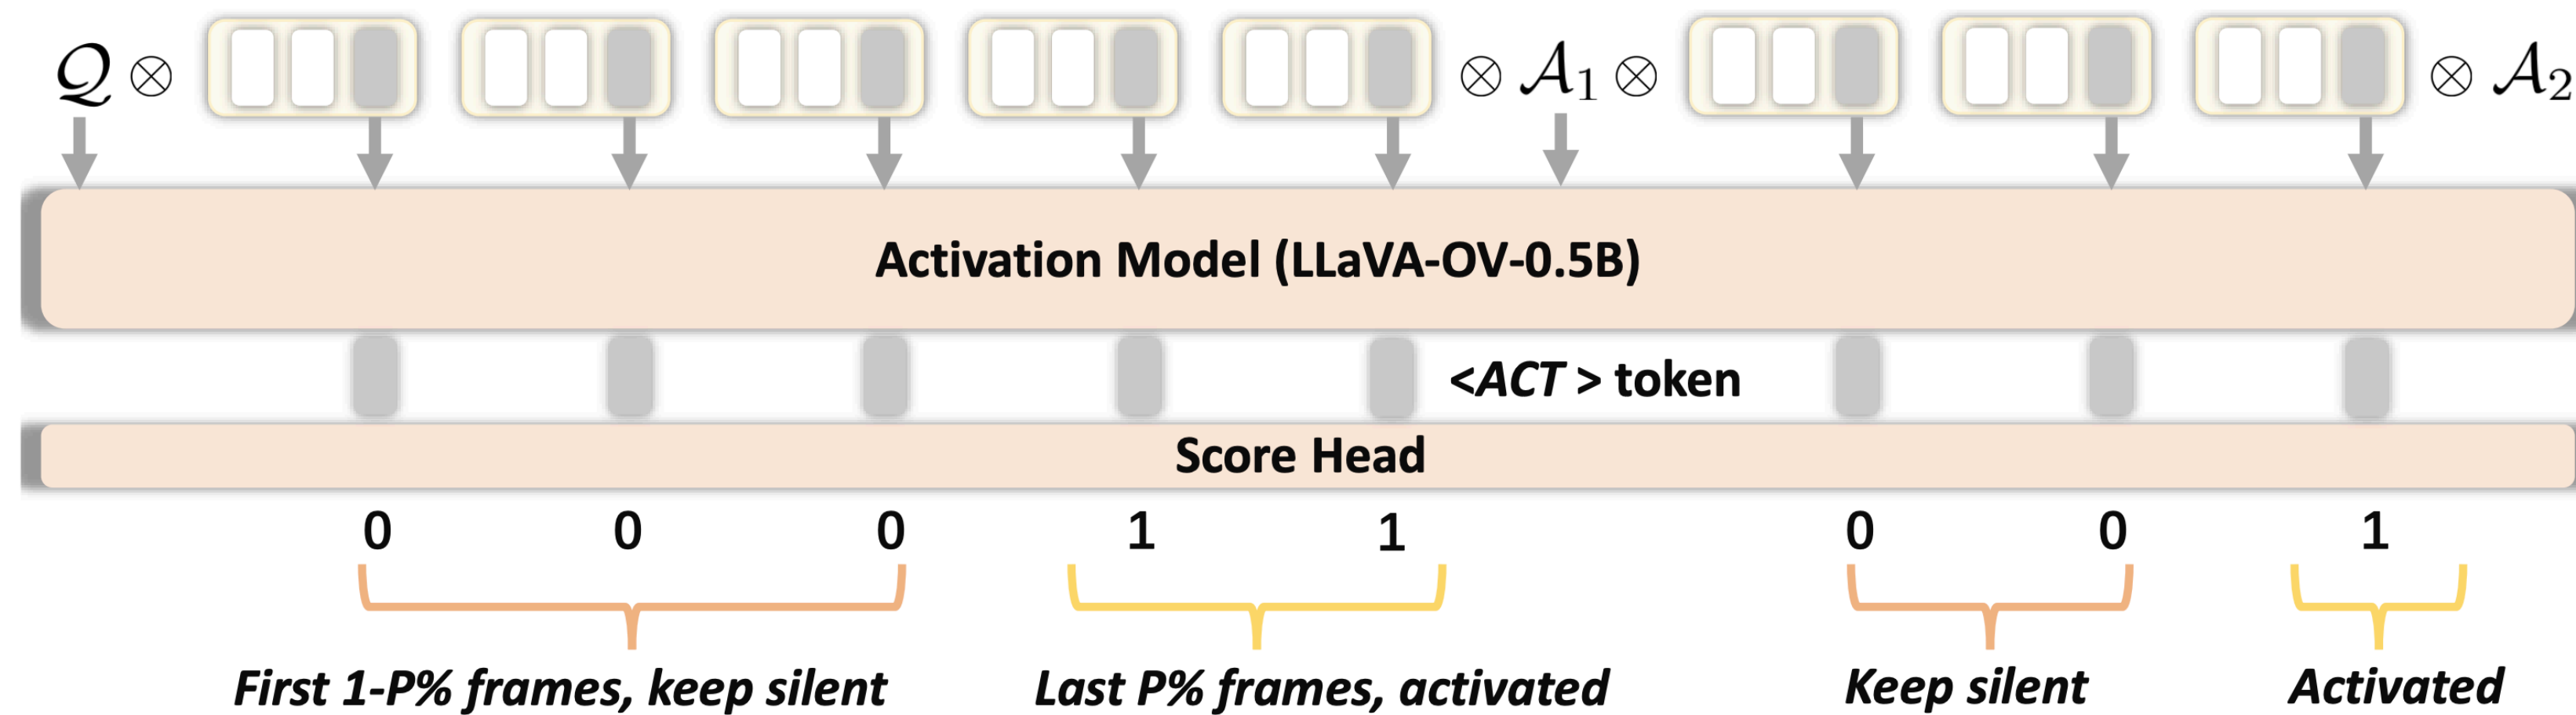 𝒬 ⊗ ⊗ 𝒜₁ ⊗ ⊗ 𝒜₂
Activation Model (LLaVA-OV-0.5B)
<ACT > token
Score Head
0 0 0 1 1 0 0 1
First 1-P% frames, keep silent Last P% frames, activated Keep silent Activated